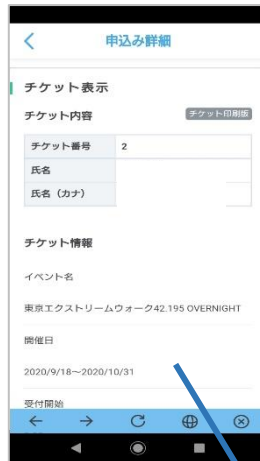 申込み詳細
チケット表示
チケット内容 チケット印刷版
チケット番号 2
氏名
氏名（カナ）
チケット情報
イベント名
東京エクストリームウォーク42.195 OVERNIGHT
開催日
2020/9/18～2020/10/31
受付開始